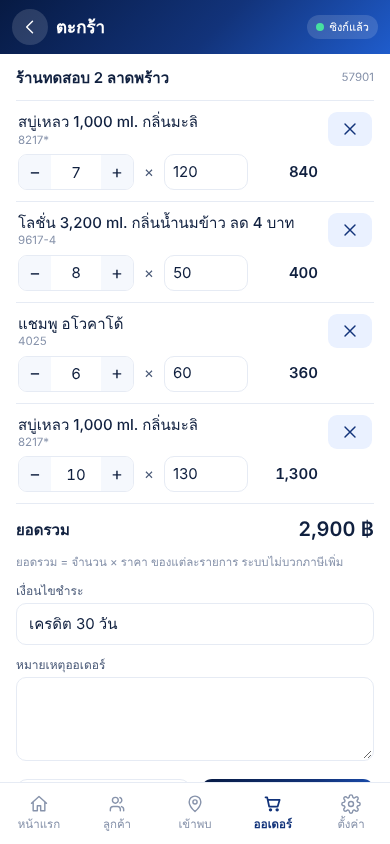 ตะกร้า
ซิงก์แล้ว
ร้านทดสอบ 2 ลาดพร้าว 57901
สบู่เหลว 1,000 ml. กลิ่นมะลิ
8217*
− 7 + × 120 840
โลชั่น 3,200 ml. กลิ่นน้ำนมข้าว ลด 4 บาท
9617-4
− 8 + × 50 400
แชมพู อโวคาโด้
4025
− 6 + × 60 360
สบู่เหลว 1,000 ml. กลิ่นมะลิ
8217*
− 10 + × 130 1,300
ยอดรวม 2,900 ฿
ยอดรวม = จำนวน × ราคา ของแต่ละรายการ ระบบไม่บวกภาษีเพิ่ม
เงื่อนไขชำระ
เครดิต 30 วัน
หมายเหตุออเดอร์
หน้าแรก ลูกค้า เข้าพบ ออเดอร์ ตั้งค่า